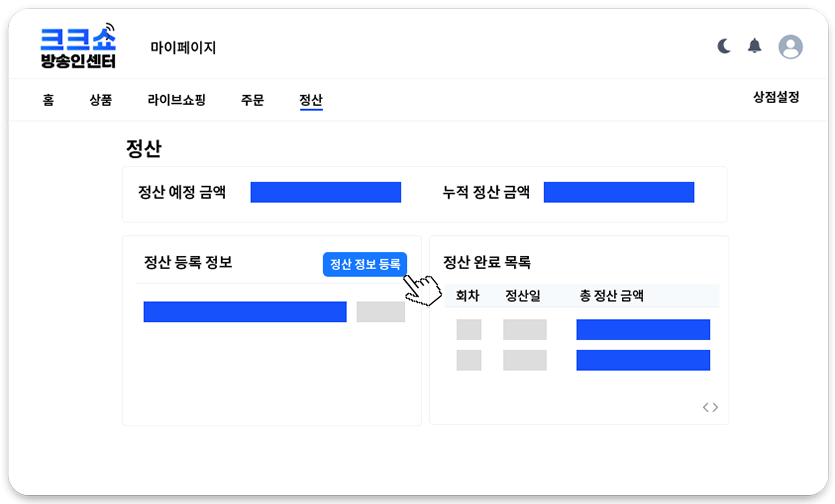 크크쇼
방송인센터
마이페이지
홈
상품
라이브쇼핑
주문
정산
상점설정
정산
정산 예정 금액
누적 정산 금액
정산 등록 정보
정산 정보 등록
정산 완료 목록
회차
정산일
총 정산 금액